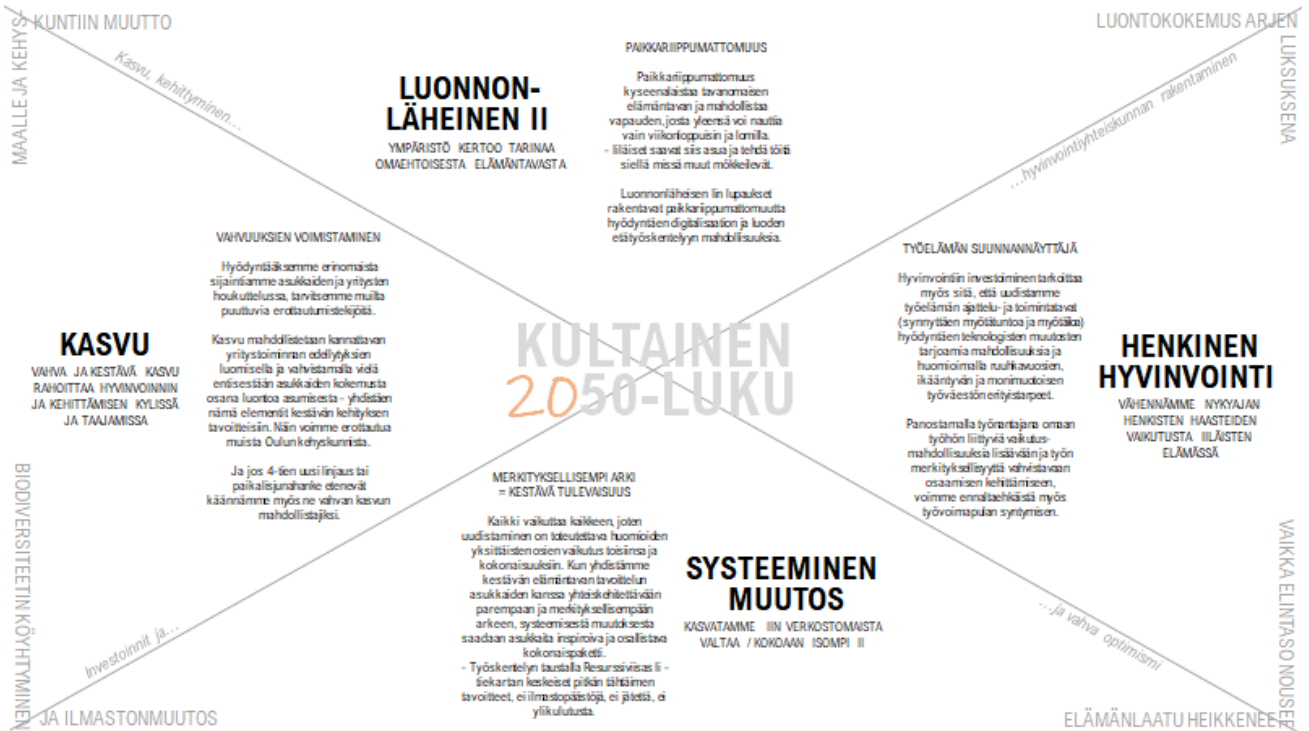 MAALLE JA KEHYS-
KUNTIIN MUUTTO
LUONTOKOKEMUS ARJEN
LUKSUKSENA
Kasvu, kehittyminen...
...hyvinvointiyhteiskunnan rakentaminen
LUONNON-
LÄHEINEN II
YMPÄRISTÖ KERTOO TARINAA
OMAEHTOISESTA ELÄMÄNTAVASTA
PAIKKARIIPPUMATTOMUUS
Paikkariippumattomuus
kyseenalaistaa tavanomaisen
elämäntavan ja mahdollistaa
vapauden, josta yleensä voi nauttia
vain viikonloppuisin ja lomilla.
- Iiläiset saavat siis asua ja tehdä töitä
siellä missä muut mökkeilevät.
Luonnonläheisen Iin lupaukset
rakentavat paikkariippumattomuutta
hyödyntäen digitalisaation ja luoden
etätyöskentelyyn mahdollisuuksia.
KASVU
VAHVA JA KESTÄVÄ KASVU
RAHOITTAA HYVINVOINNIN
JA KEHITTÄMISEN KYLISSÄ
JA TAAJAMISSA
VAHVUUKSIEN VOIMISTAMINEN
Hyödyntääksemme erinomaista
sijaintiamme asukkaiden ja yritysten
houkuttelussa, tarvitsemme muilta
puuttuvia erottautumistekijöitä.
Kasvu mahdollistetaan kannattavan
yritystoiminnan edellytyksien
luomisella ja vahvistamalla vielä
entisestään asukkaiden kokemusta
osana luontoa asumisesta - yhdistäen
nämä elementit kestävän kehityksen
tavoitteisiin. Näin voimme erottautua
muista Oulun kehyskunnista.
Ja jos 4-tien uusi linjaus tai
paikallisjunahanke etenevät
käännämme myös ne vahvan kasvun
mahdollistajiksi.
KULTAINEN
2050-LUKU
TYÖELÄMÄN SUUNNANNÄYTTÄJÄ
Hyvinvointiin investoiminen tarkoittaa
myös sitä, että uudistamme
työelämän ajattelu- ja toimintatavat
(synnyttäen myötätuntoa ja myötäiloa)
hyödyntäen teknologisten muutosten
tarjoamia mahdollisuuksia ja
huomioimalla ruuhkavuosien,
ikääntyvän ja monimuotoisen
työväestön erityistarpeet.
Panostamalla työnantajana omaan
työhön liittyviä vaikutus-
mahdollisuuksia lisäävään ja työn
merkityksellisyyttä vahvistavaan
osaamisen kehittämiseen,
voimme ennaltaehkäistä myös
työvoimapulan syntymisen.
HENKINEN
HYVINVOINTI
VÄHENNÄMME NYKYAJAN
HENKISTEN HAASTEIDEN
VAIKUTUSTA IILÄISTEN
ELÄMÄSSÄ
MERKITYKSELLISEMPI ARKI
= KESTÄVÄ TULEVAISUUS
Kaikki vaikuttaa kaikkeen, joten
uudistaminen on toteutettava huomioiden
yksittäisten osien vaikutus toisiinsa ja
kokonaisuuksiin. Kun yhdistämme
kestävän elämäntavan tavoittelun
asukkaiden kanssa yhteiskehitettävään
parempaan ja merkityksellisempään
arkeen, systeemisestä muutoksesta
saadaan asukkaita inspiroiva ja osallistava
kokonaispaketti.
- Työskentelyn taustalla Resurssiviisas Ii -
tiekartan keskeiset pitkän tähtäimen
tavoitteet, ei ilmastopäästöjä, ei jätettä, ei
ylikulutusta.
SYSTEEMINEN
MUUTOS
KASVATAMME IIN VERKOSTOMAISTA
VALTAA / KOKOAAN ISOMPI II
Investoinnit ja...
...ja vahva optimismi
BIODIVERSITEETIN KÖYHTYMINEN
JA ILMASTONMUUTOS
VAIKKA ELINTASO NOUSEE
ELÄMÄNLAATU HEIKKENEE